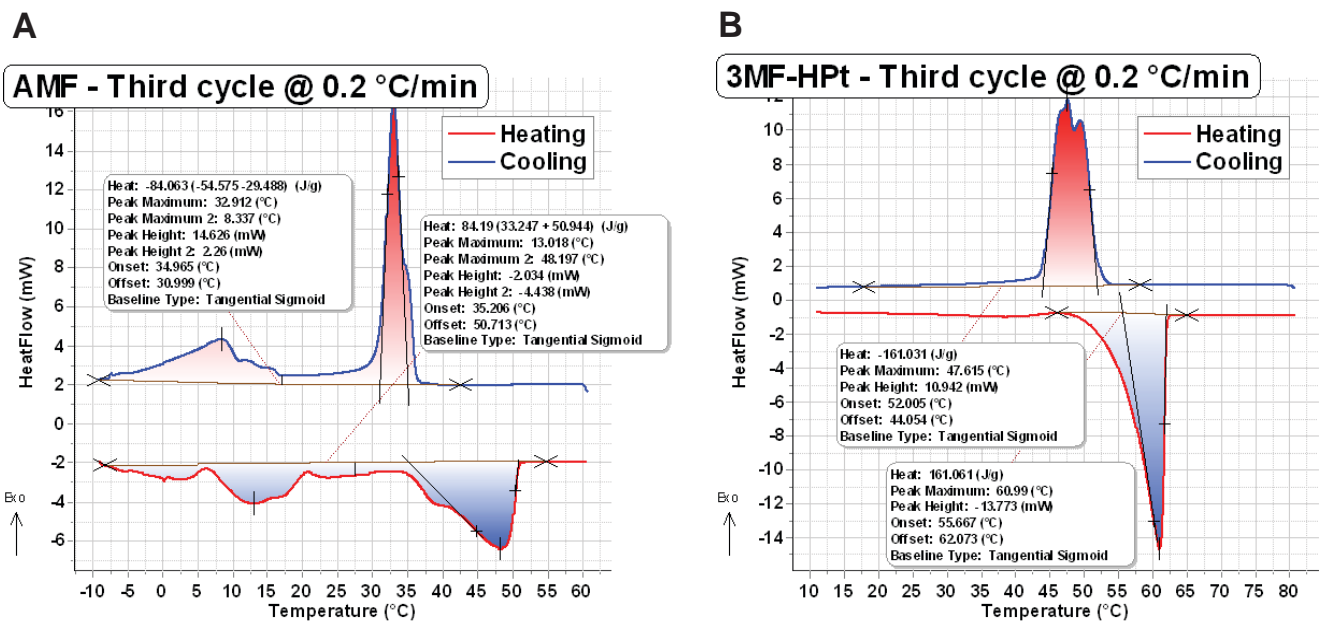 A
AMF - Third cycle @ 0.2 °C/min
Heating
Cooling
Heat: -84.063 (-54.575 -29.488) (J/g)
Peak Maximum: 32.912 (°C)
Peak Maximum 2: 8.337 (°C)
Peak Height: 14.626 (mW)
Peak Height 2: 2.26 (mW)
Onset: 34.965 (°C)
Offset: 30.999 (°C)
Baseline Type: Tangential Sigmoid
Heat: 84.19 (33.247 + 50.944) (J/g)
Peak Maximum: 13.018 (°C)
Peak Maximum 2: 48.197 (°C)
Peak Height: -2.034 (mW)
Peak Height 2: -4.438 (mW)
Onset: 35.206 (°C)
Offset: 50.713 (°C)
Baseline Type: Tangential Sigmoid
HeatFlow (mW)
16
14
12
10
8
6
4
2
0
-2
-4
-6
Exo
-10 -5 0 5 10 15 20 25 30 35 40 45 50 55 60
Temperature (°C)
B
3MF-HPt - Third cycle @ 0.2 °C/min
Heating
Cooling
Heat: -161.031 (J/g)
Peak Maximum: 47.615 (°C)
Peak Height: 10.942 (mW)
Onset: 52.005 (°C)
Offset: 44.054 (°C)
Baseline Type: Tangential Sigmoid
Heat: 161.061 (J/g)
Peak Maximum: 60.99 (°C)
Peak Height: -13.773 (mW)
Onset: 55.667 (°C)
Offset: 62.073 (°C)
Baseline Type: Tangential Sigmoid
HeatFlow (mW)
12
10
8
6
4
2
0
-2
-4
-6
-8
-10
-12
-14
Exo
10 15 20 25 30 35 40 45 50 55 60 65 70 75 80
Temperature (°C)